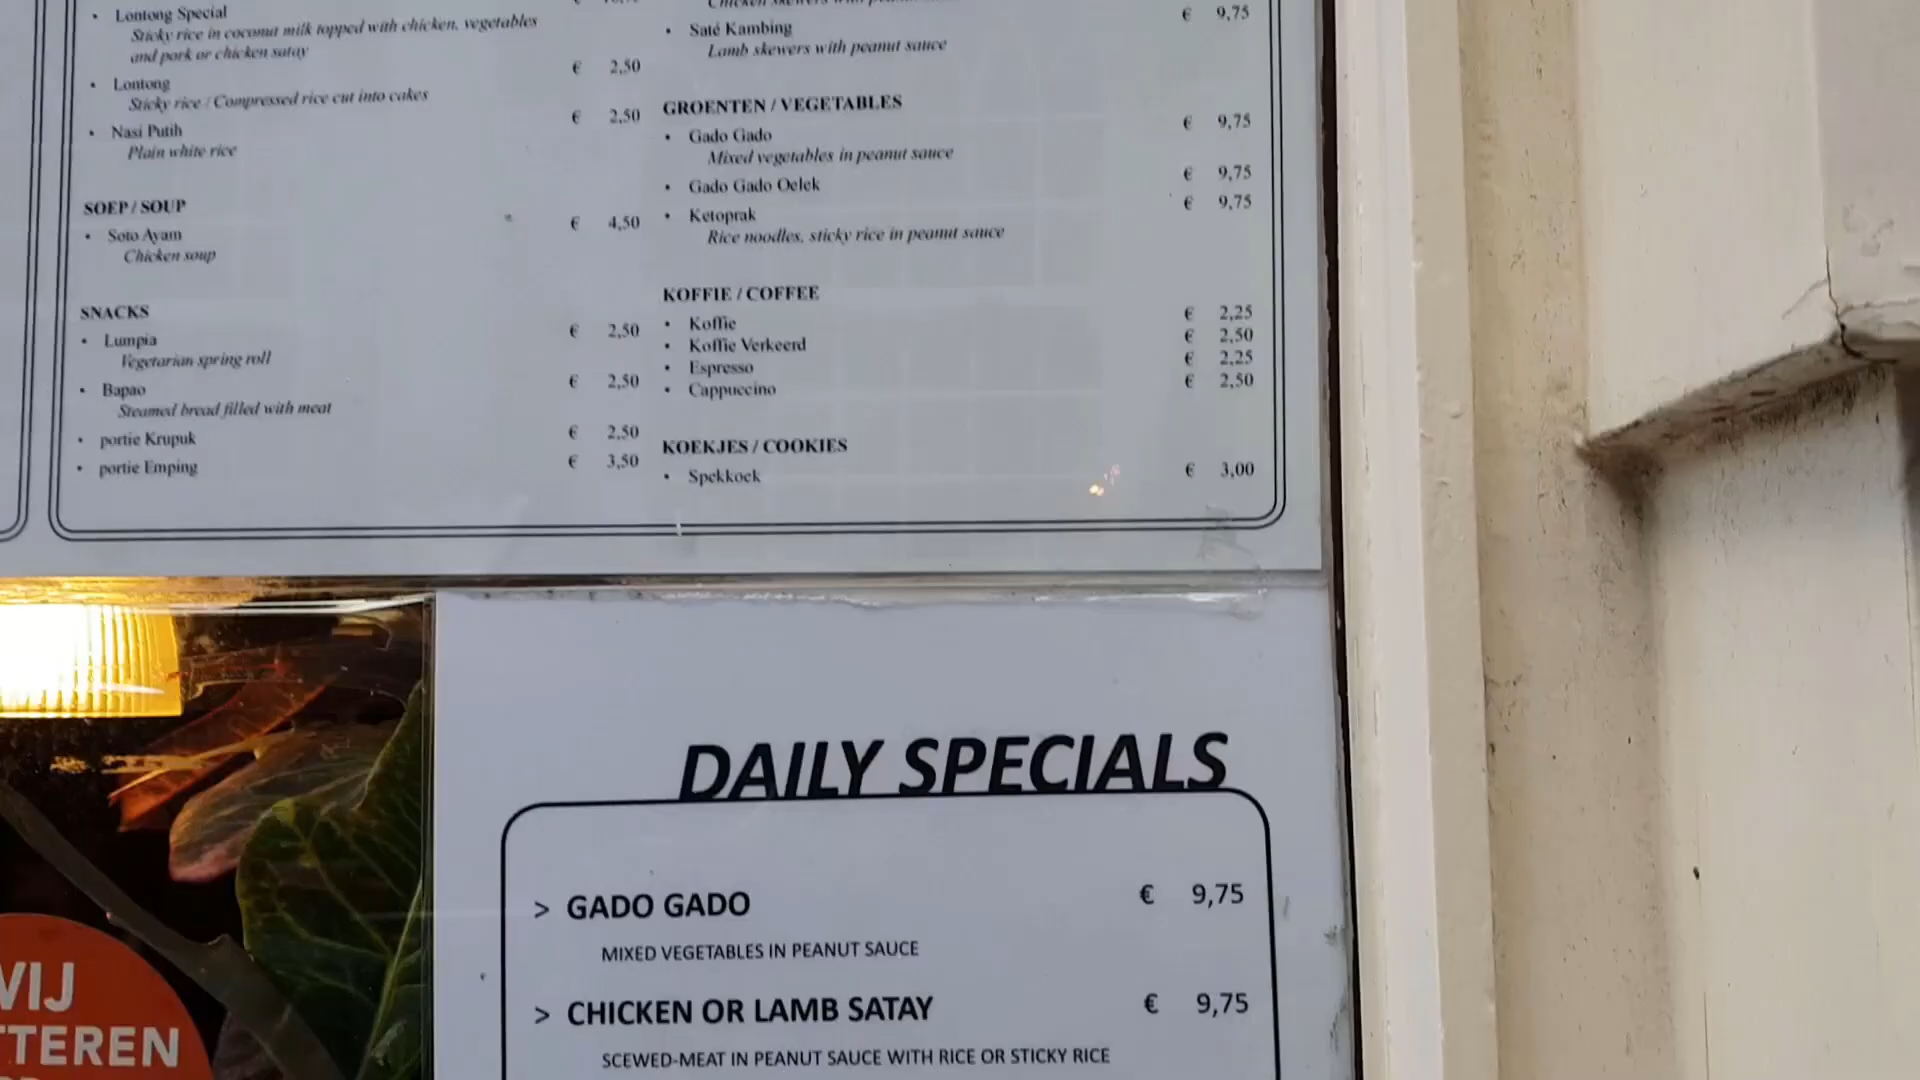 Lontong Special
Sticky rice in coconut milk topped with chicken, vegetables
and pork or chicken satay
€ 2,50
Lontong
Sticky rice / Compressed rice cut into cakes
€ 2,50
Nasi Putih
Plain white rice
SOEP / SOUP
Soto Ayam € 4,50
Chicken soup
SNACKS
Lumpia € 2,50
Vegetarian spring roll
Bapao € 2,50
Steamed bread filled with meat
portie Krupuk € 2,50
portie Emping € 3,50
Chicken skewers with peanut sauce
Saté Kambing € 9,75
Lamb skewers with peanut sauce
GROENTEN / VEGETABLES
Gado Gado € 9,75
Mixed vegetables in peanut sauce
Gado Gado Oelek € 9,75
Ketoprak € 9,75
Rice noodles, sticky rice in peanut sauce
KOFFIE / COFFEE
Koffie € 2,25
Koffie Verkeerd € 2,50
Espresso € 2,25
Cappuccino € 2,50
KOEKJES / COOKIES
Spekkoek € 3,00
DAILY SPECIALS
> GADO GADO € 9,75
MIXED VEGETABLES IN PEANUT SAUCE
> CHICKEN OR LAMB SATAY € 9,75
SCEWED-MEAT IN PEANUT SAUCE WITH RICE OR STICKY RICE
WIJ
TTEREN